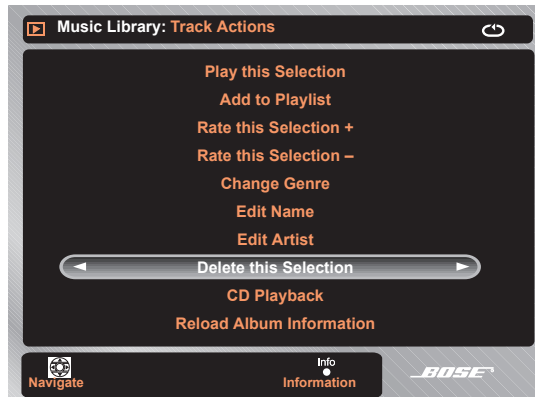 Music Library: Track Actions
Play this Selection
Add to Playlist
Rate this Selection +
Rate this Selection –
Change Genre
Edit Name
Edit Artist
Delete this Selection
CD Playback
Reload Album Information
Info
Navigate
Information
BOSE